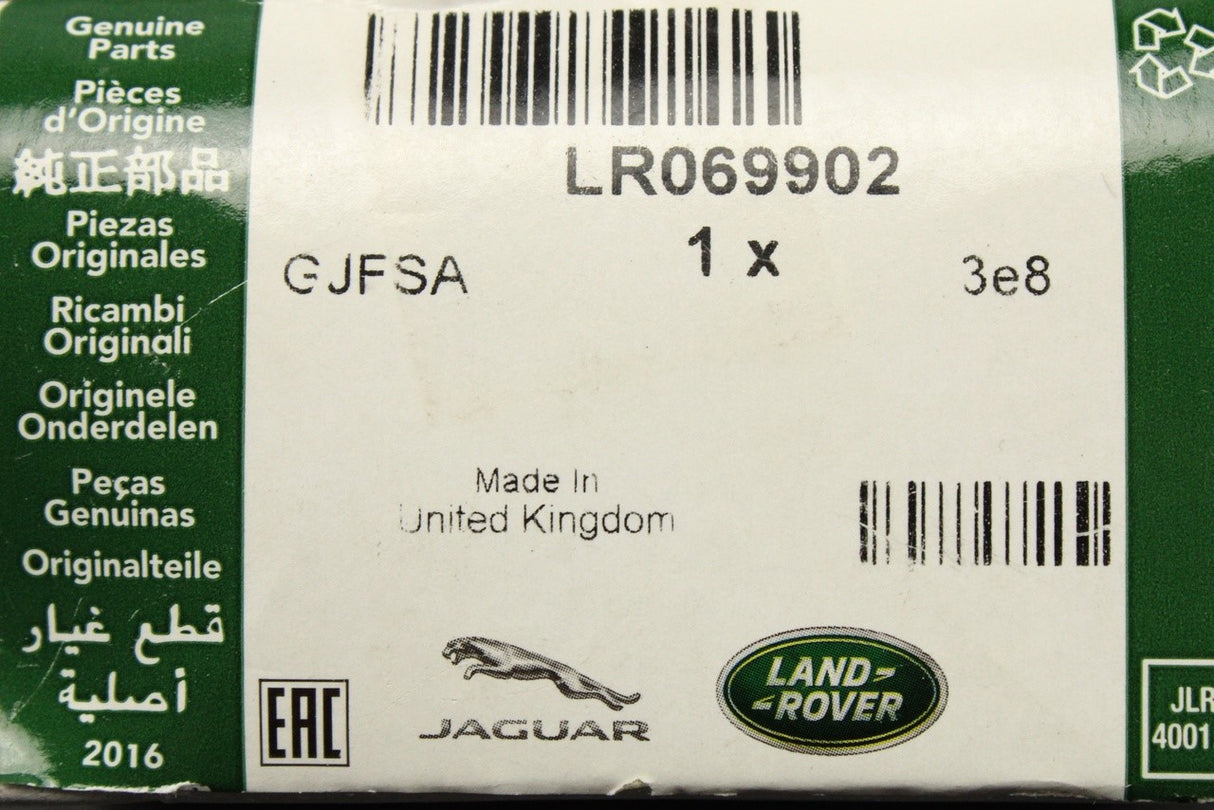 Genuine
Parts
Pièces
d'Origine
純正部品
Piezas
Originales
Ricambi
Originali
Originele
Onderdelen
Peças
Genuinas
Originalteile
قطع غيار
أصلية
2016
LR069902
1 x
GJFSA
3e8
Made In
United Kingdom
EAC
JAGUAR
LAND-
-ROVER
JLR
4001